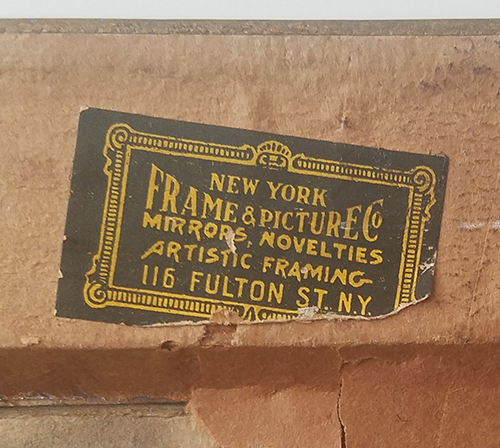 NEW YORK
FRAME & PICTURE Co
MIRRORS, NOVELTIES
ARTISTIC FRAMING
116 FULTON ST. N.Y.